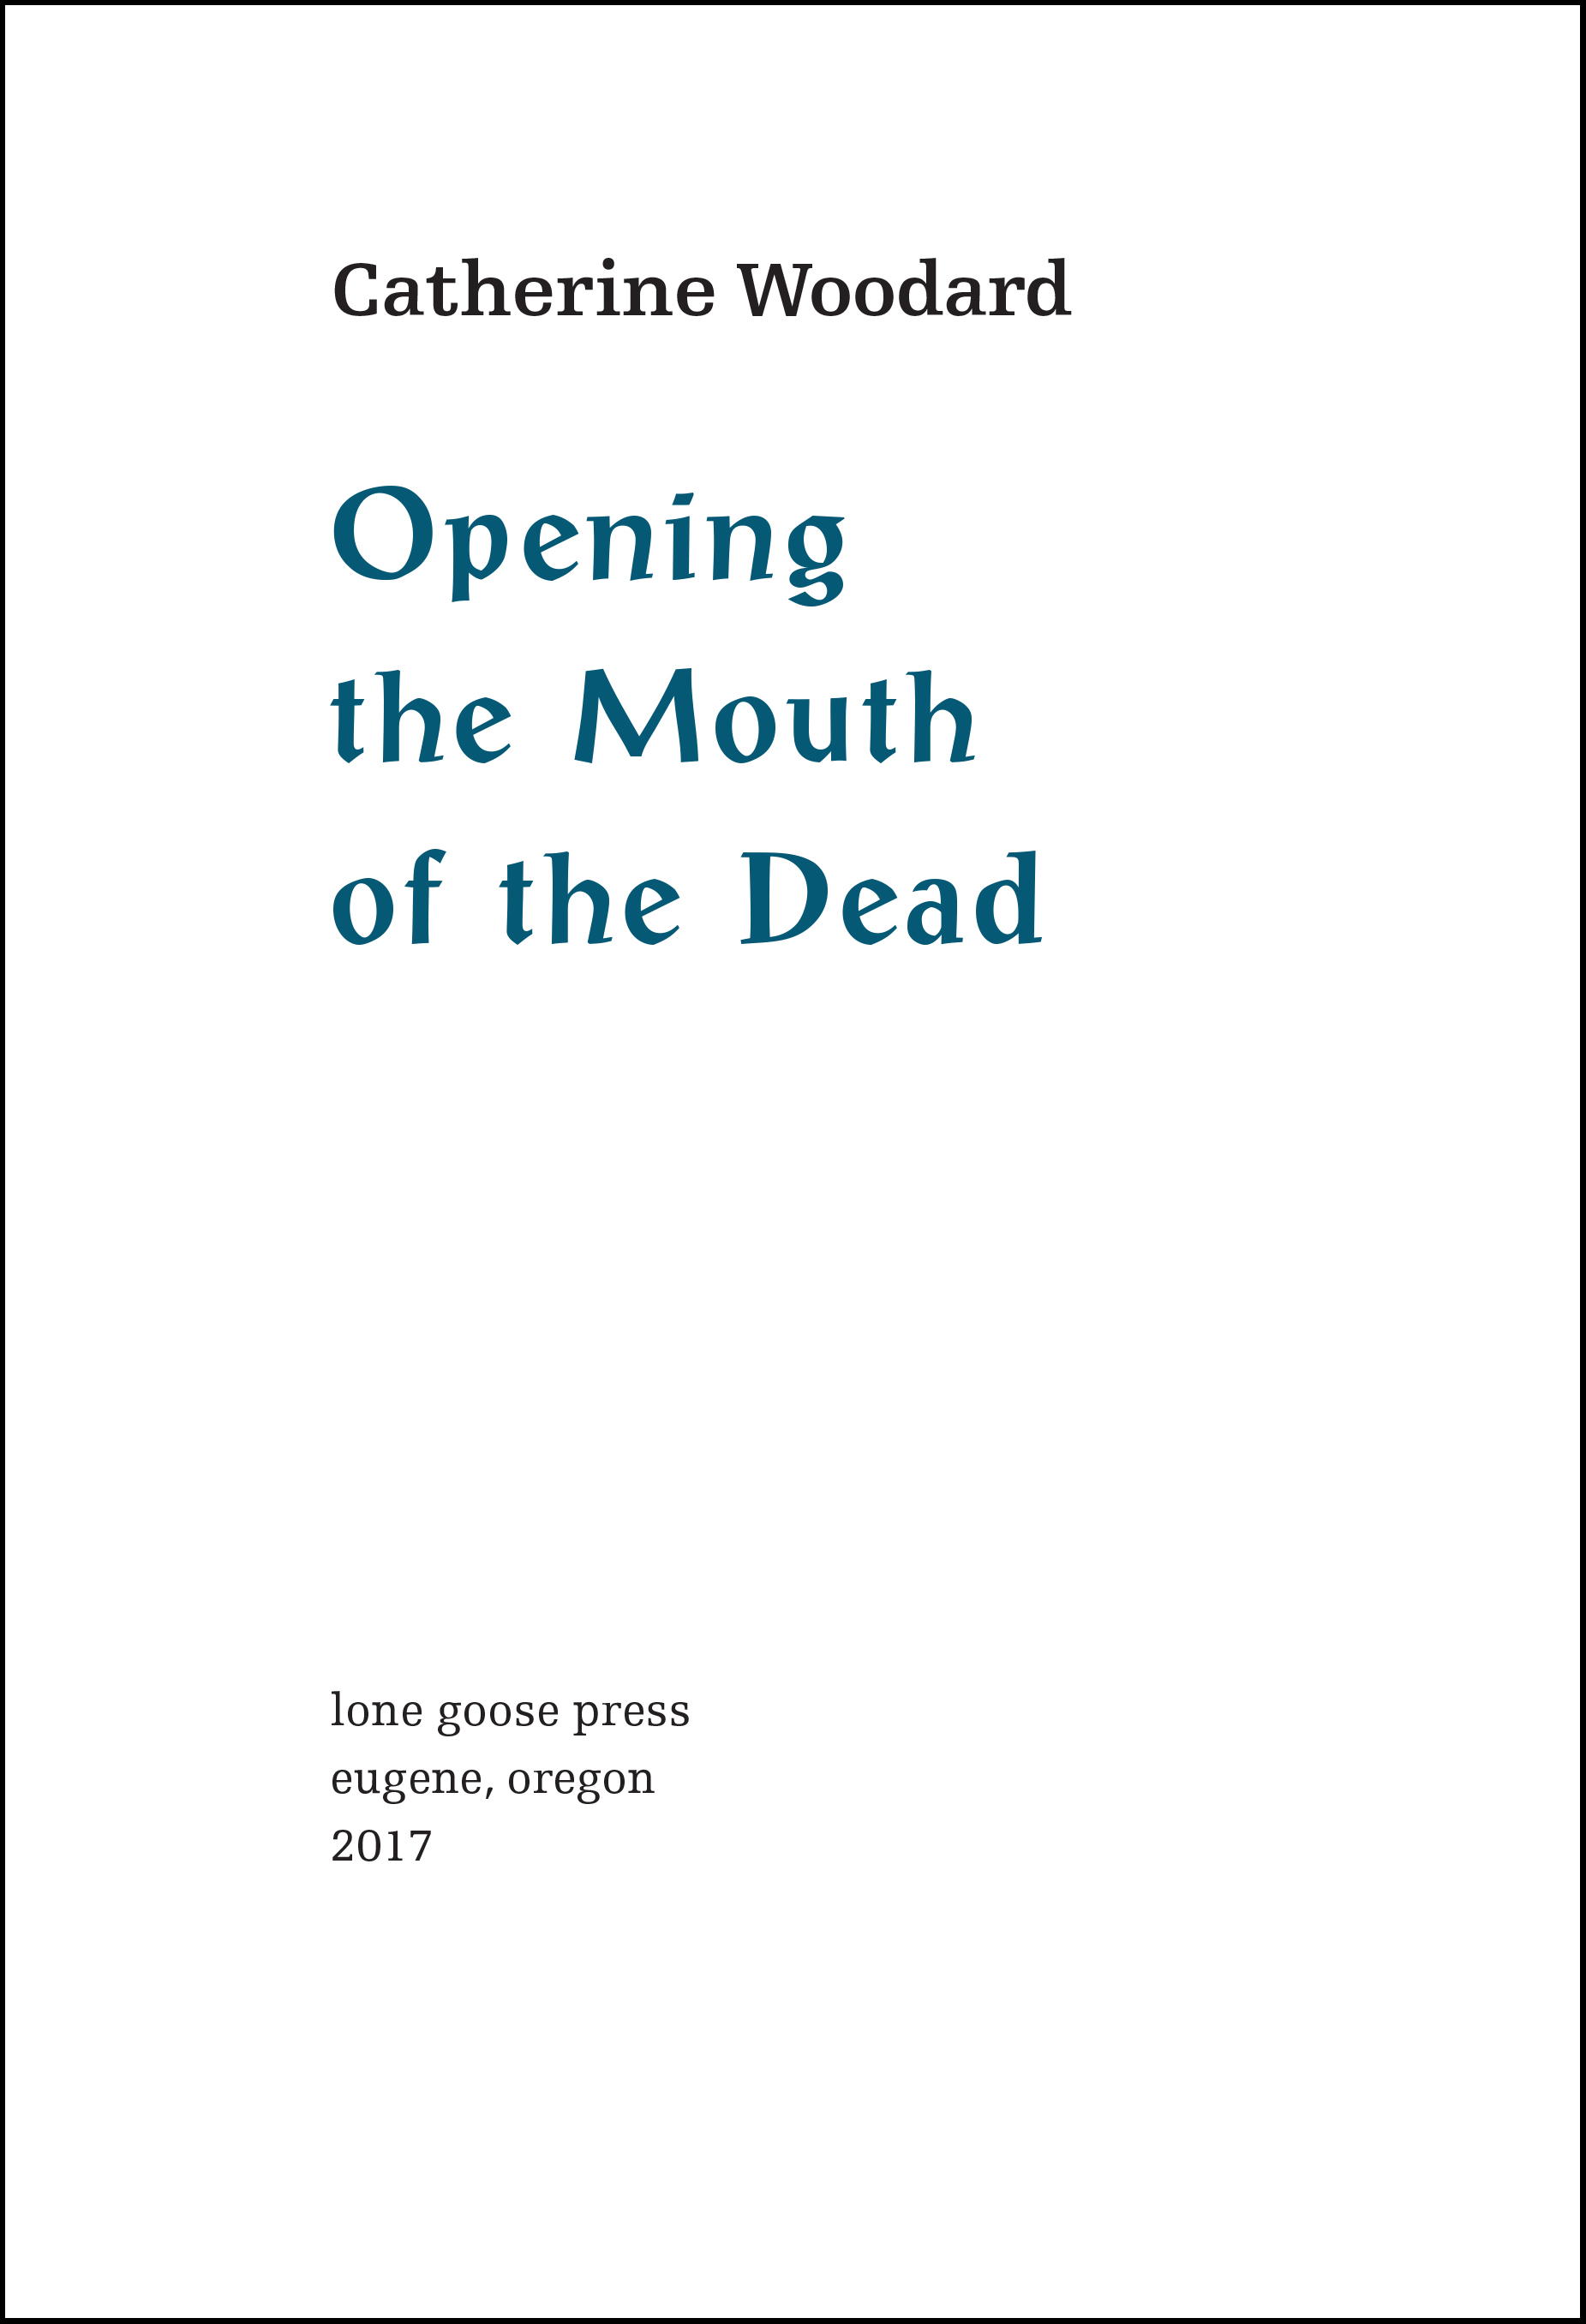 Catherine Woodard
Opening
the Mouth
of the Dead
lone goose press
eugene, oregon
2017